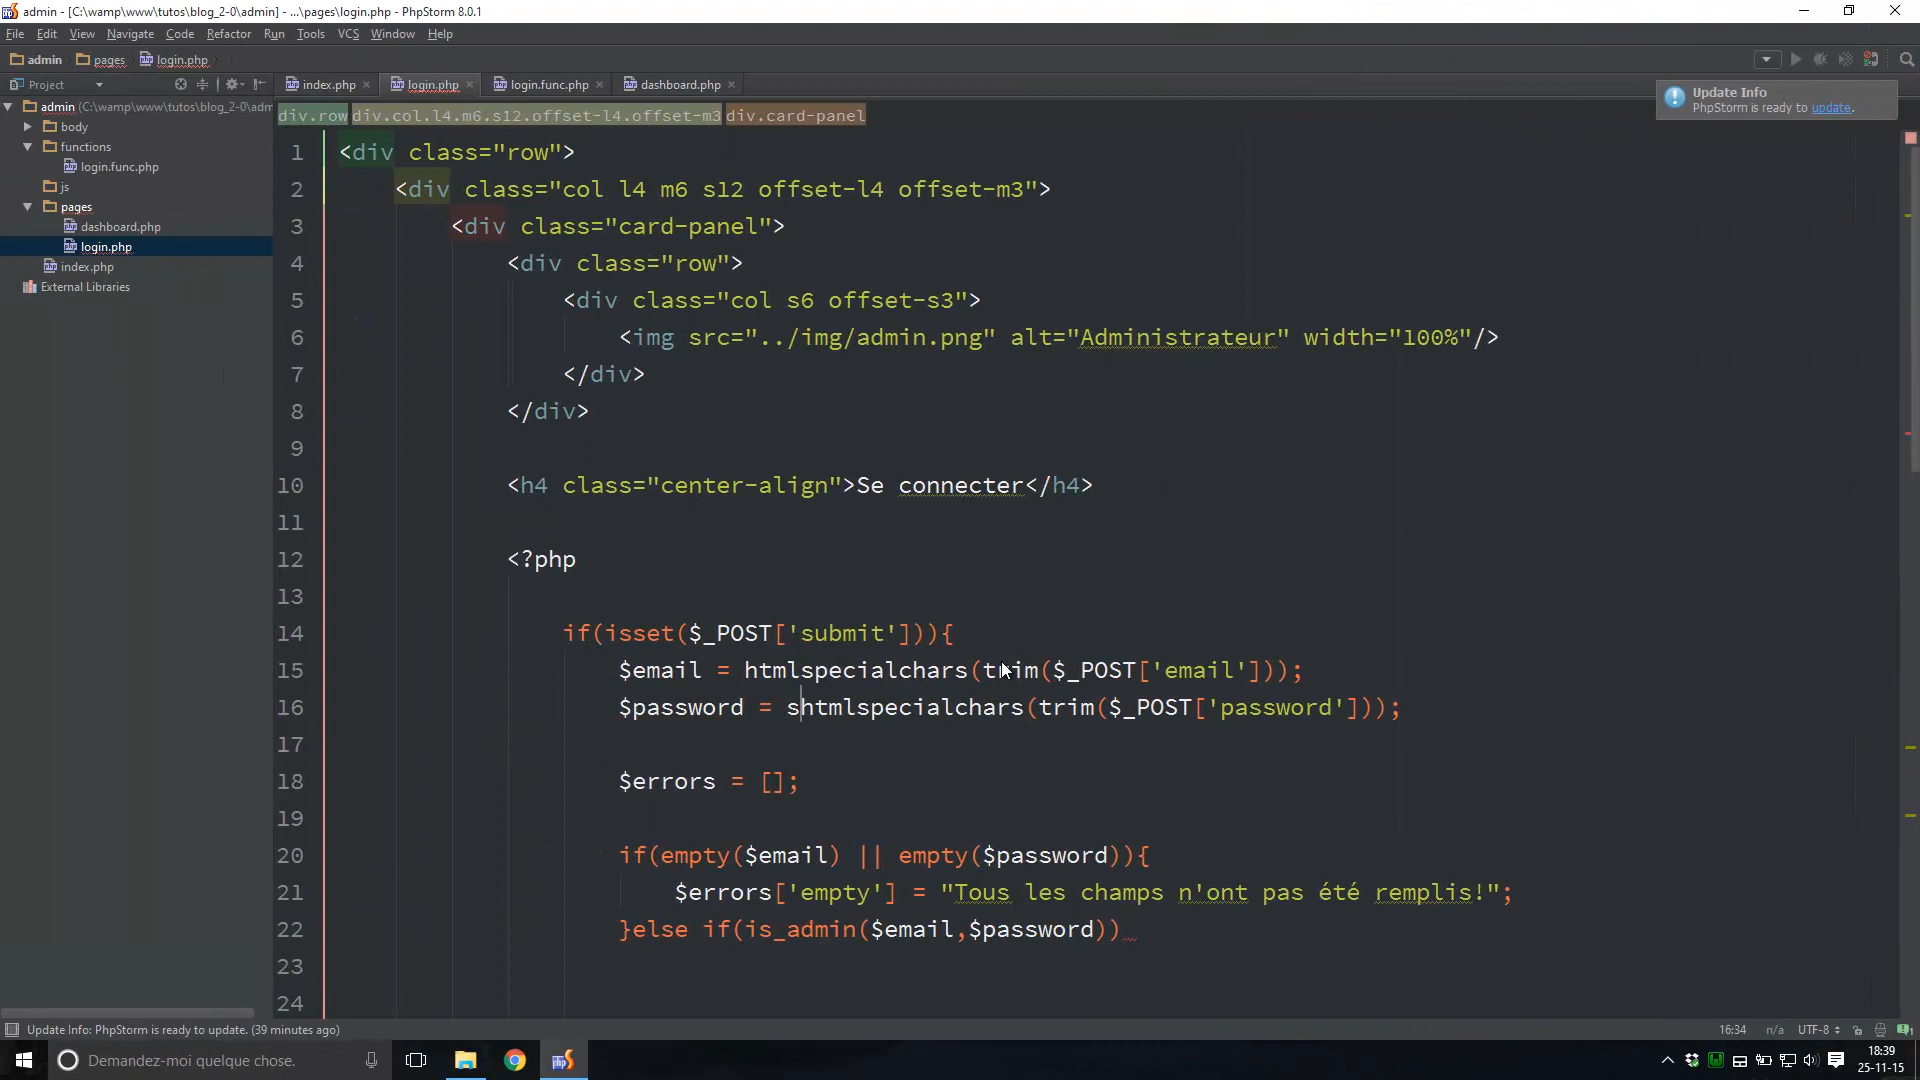 admin - [C:\wamp\www\tutos\blog_2-0\admin] - ...\pages\login.php - PhpStorm 8.0.1
File Edit View Navigate Code Refactor Run Tools VCS Window Help
admin pages login.php
Project index.php login.php login.func.php dashboard.php
Update Info
PhpStorm is ready to update.
admin (C:\wamp\www\tutos\blog_2-0\adm
body
functions
login.func.php
js
pages
dashboard.php
login.php
index.php
External Libraries
div.row div.col.l4.m6.s12.offset-l4.offset-m3 div.card-panel
1 <div class="row">
2 <div class="col l4 m6 s12 offset-l4 offset-m3">
3 <div class="card-panel">
4 <div class="row">
5 <div class="col s6 offset-s3">
6 <img src="../img/admin.png" alt="Administrateur" width="100%"/>
7 </div>
8 </div>
9
10 <h4 class="center-align">Se connecter</h4>
11
12 <?php
13
14 if(isset($_POST['submit'])){
15 $email = htmlspecialchars(trim($_POST['email']));
16 $password = shtmlspecialchars(trim($_POST['password']));
17
18 $errors = [];
19
20 if(empty($email) || empty($password)){
21 $errors['empty'] = "Tous les champs n'ont pas été remplis!";
22 }else if(is_admin($email,$password))
23
24
Update Info: PhpStorm is ready to update. (39 minutes ago) 16:34 n/a UTF-8
Demandez-moi quelque chose.
18:39
25-11-15